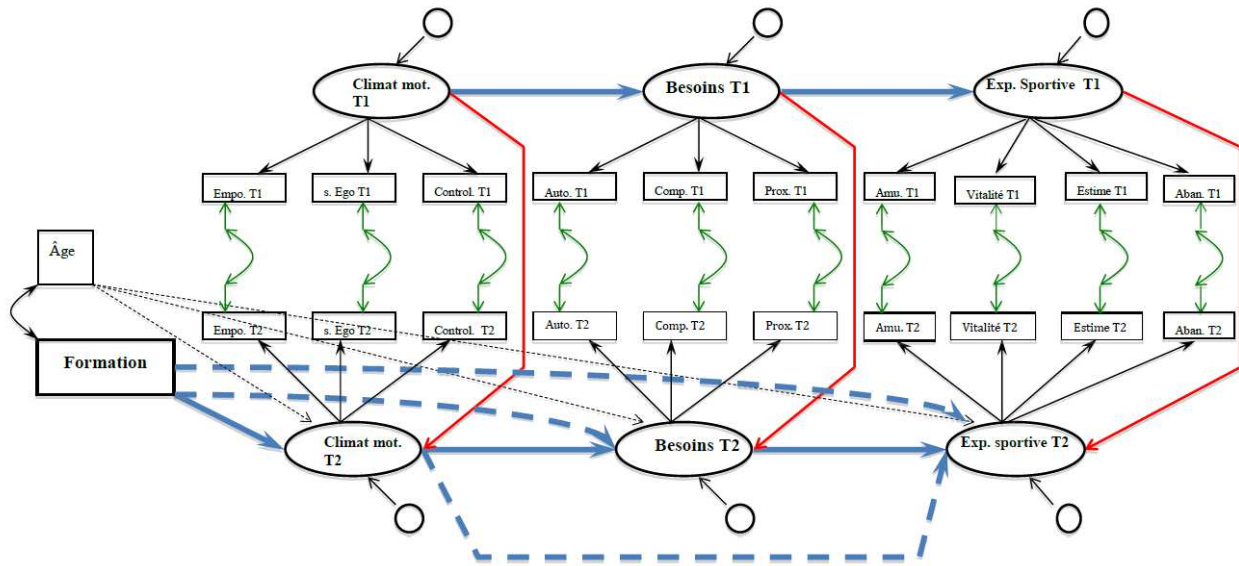 Climat mot.
T1
Besoins T1
Exp. Sportive T1
Empo. T1
s. Ego T1
Control. T1
Auto. T1
Comp. T1
Prox. T1
Amu. T1
Vitalité T1
Estime T1
Aban. T1
Âge
Empo. T2
s. Ego T2
Control. T2
Auto. T2
Comp. T2
Prox. T2
Amu. T2
Vitalité T2
Estime T2
Aban. T2
Formation
Climat mot.
T2
Besoins T2
Exp. sportive T2